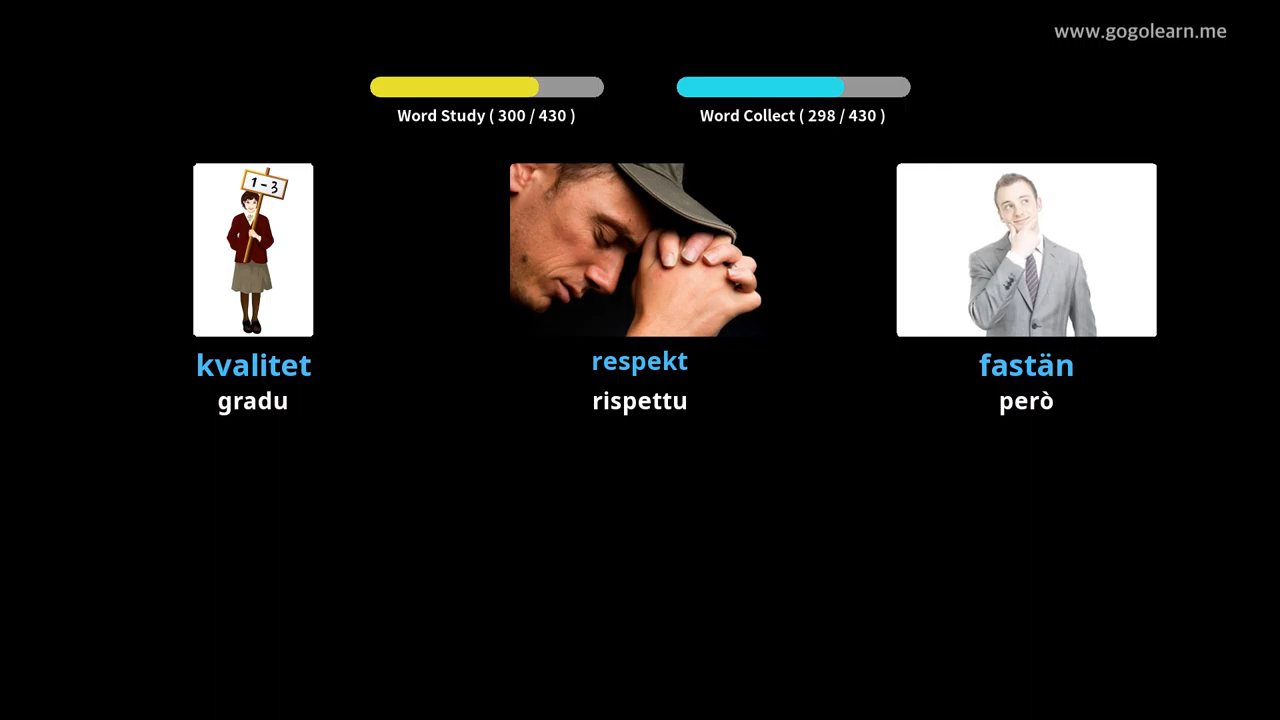 www.gogolearn.me
Word Study ( 300 / 430 )
Word Collect ( 298 / 430 )
1 - 3
kvalitet
gradu
respekt
rispettu
fastän
però